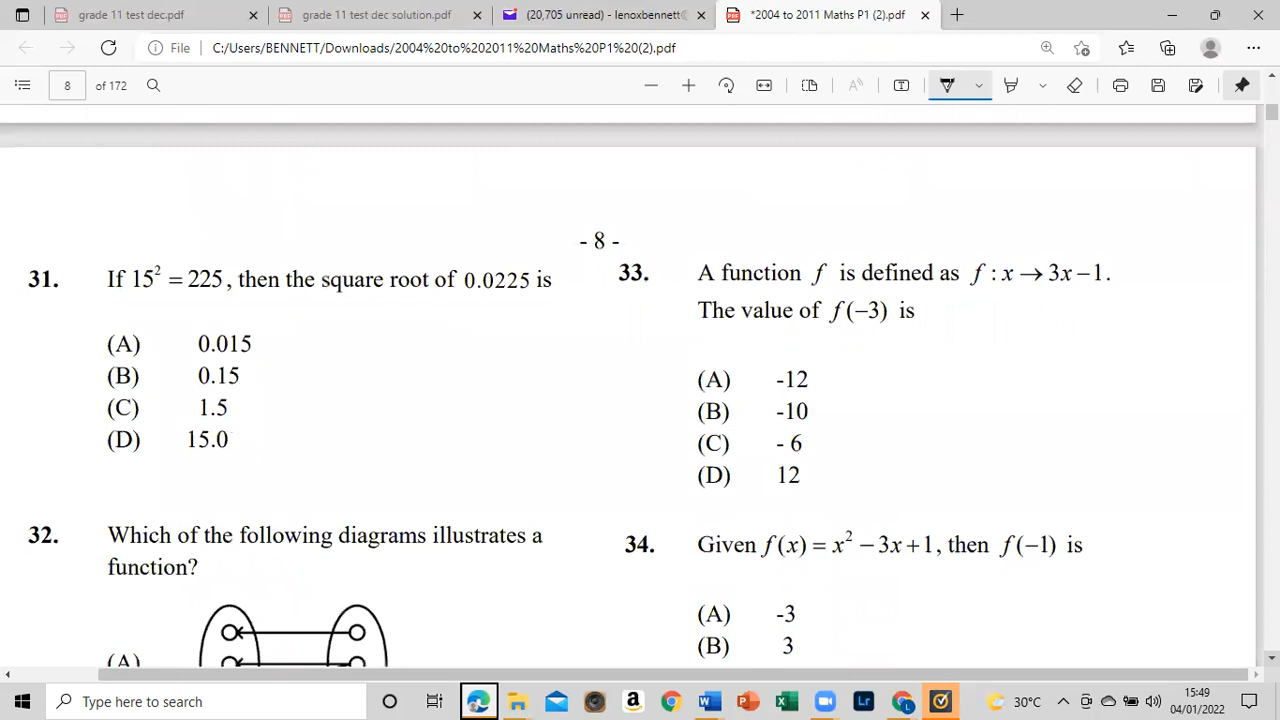 grade 11 test dec.pdf
grade 11 test dec solution.pdf
(20,705 unread) - lenoxbennett
*2004 to 2011 Maths P1 (2).pdf
File C:/Users/BENNETT/Downloads/2004%20to%202011%20Maths%20P1%20(2).pdf
8 of 172
- 8 -
31. If 15² = 225, then the square root of 0.0225 is
(A) 0.015
(B) 0.15
(C) 1.5
(D) 15.0
32. Which of the following diagrams illustrates a
function?
(A)
33. A function f is defined as f : x → 3x − 1.
The value of f(−3) is
(A) -12
(B) -10
(C) - 6
(D) 12
34. Given f(x) = x² − 3x + 1, then f(−1) is
(A) -3
(B) 3
Type here to search
30°C
15:49
04/01/2022